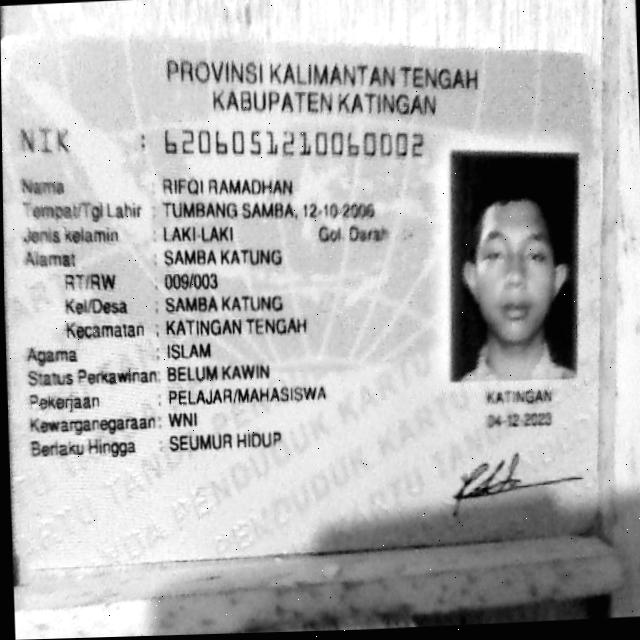 PROVINSI KALIMANTAN TENGAH
KABUPATEN KATINGAN
NIK : 6206051210060002
Nama : RIFQI RAMADHAN
Tempat/Tgl Lahir : TUMBANG SAMBA, 12-10-2006
Jenis kelamin : LAKI-LAKI Gol. Darah : -
Alamat : SAMBA KATUNG
RT/RW : 009/003
Kel/Desa : SAMBA KATUNG
Kecamatan : KATINGAN TENGAH
Agama : ISLAM
Status Perkawinan: BELUM KAWIN
Pekerjaan : PELAJAR/MAHASISWA
Kewarganegaraan: WNI
Berlaku Hingga : SEUMUR HIDUP
KATINGAN
04-12-2023